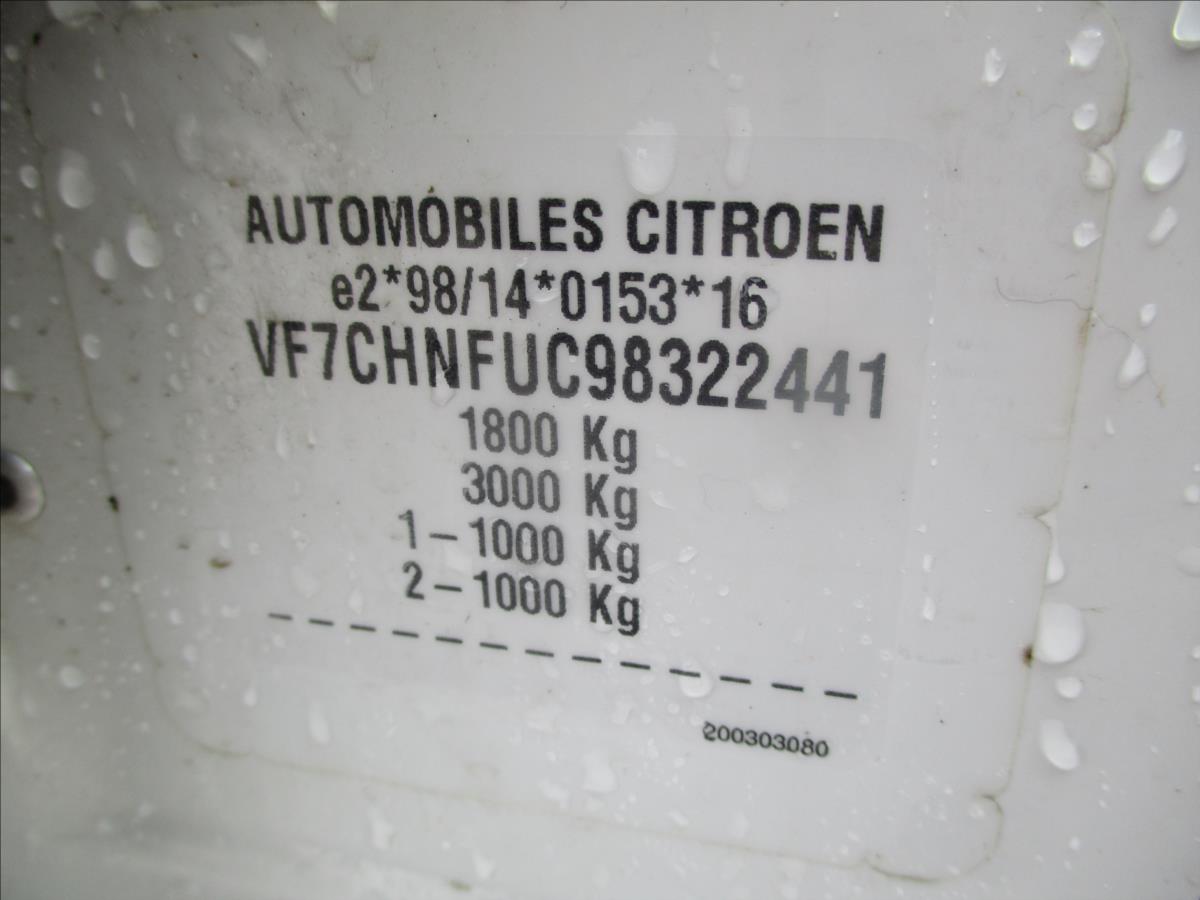 AUTOMOBILES CITROEN
e2*98/14*0153*16
VF7CHNFUC98322441
1800 Kg
3000 Kg
1 – 1000 Kg
2 – 1000 Kg
– – – – – – – – – – – – – –
200303080